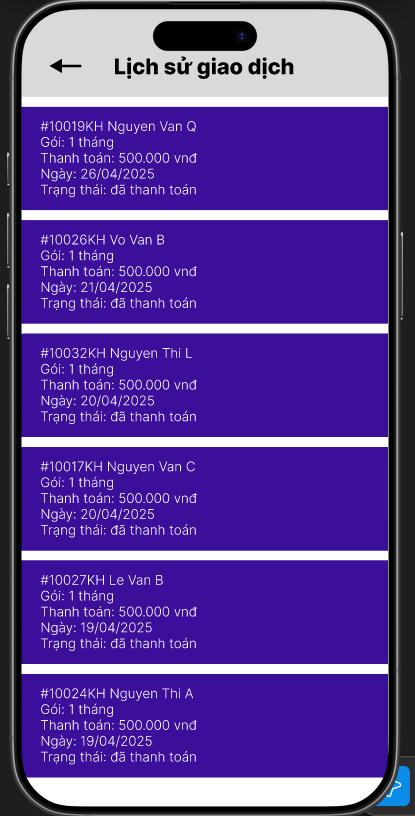 Lịch sử giao dịch
#10019KH Nguyen Van Q
Gói: 1 tháng
Thanh toán: 500.000 vnđ
Ngày: 26/04/2025
Trạng thái: đã thanh toán
#10026KH Vo Van B
Gói: 1 tháng
Thanh toán: 500.000 vnđ
Ngày: 21/04/2025
Trạng thái: đã thanh toán
#10032KH Nguyen Thi L
Gói: 1 tháng
Thanh toán: 500.000 vnđ
Ngày: 20/04/2025
Trạng thái: đã thanh toán
#10017KH Nguyen Van C
Gói: 1 tháng
Thanh toán: 500.000 vnđ
Ngày: 20/04/2025
Trạng thái: đã thanh toán
#10027KH Le Van B
Gói: 1 tháng
Thanh toán: 500.000 vnđ
Ngày: 19/04/2025
Trạng thái: đã thanh toán
#10024KH Nguyen Thi A
Gói: 1 tháng
Thanh toán: 500.000 vnđ
Ngày: 19/04/2025
Trạng thái: đã thanh toán